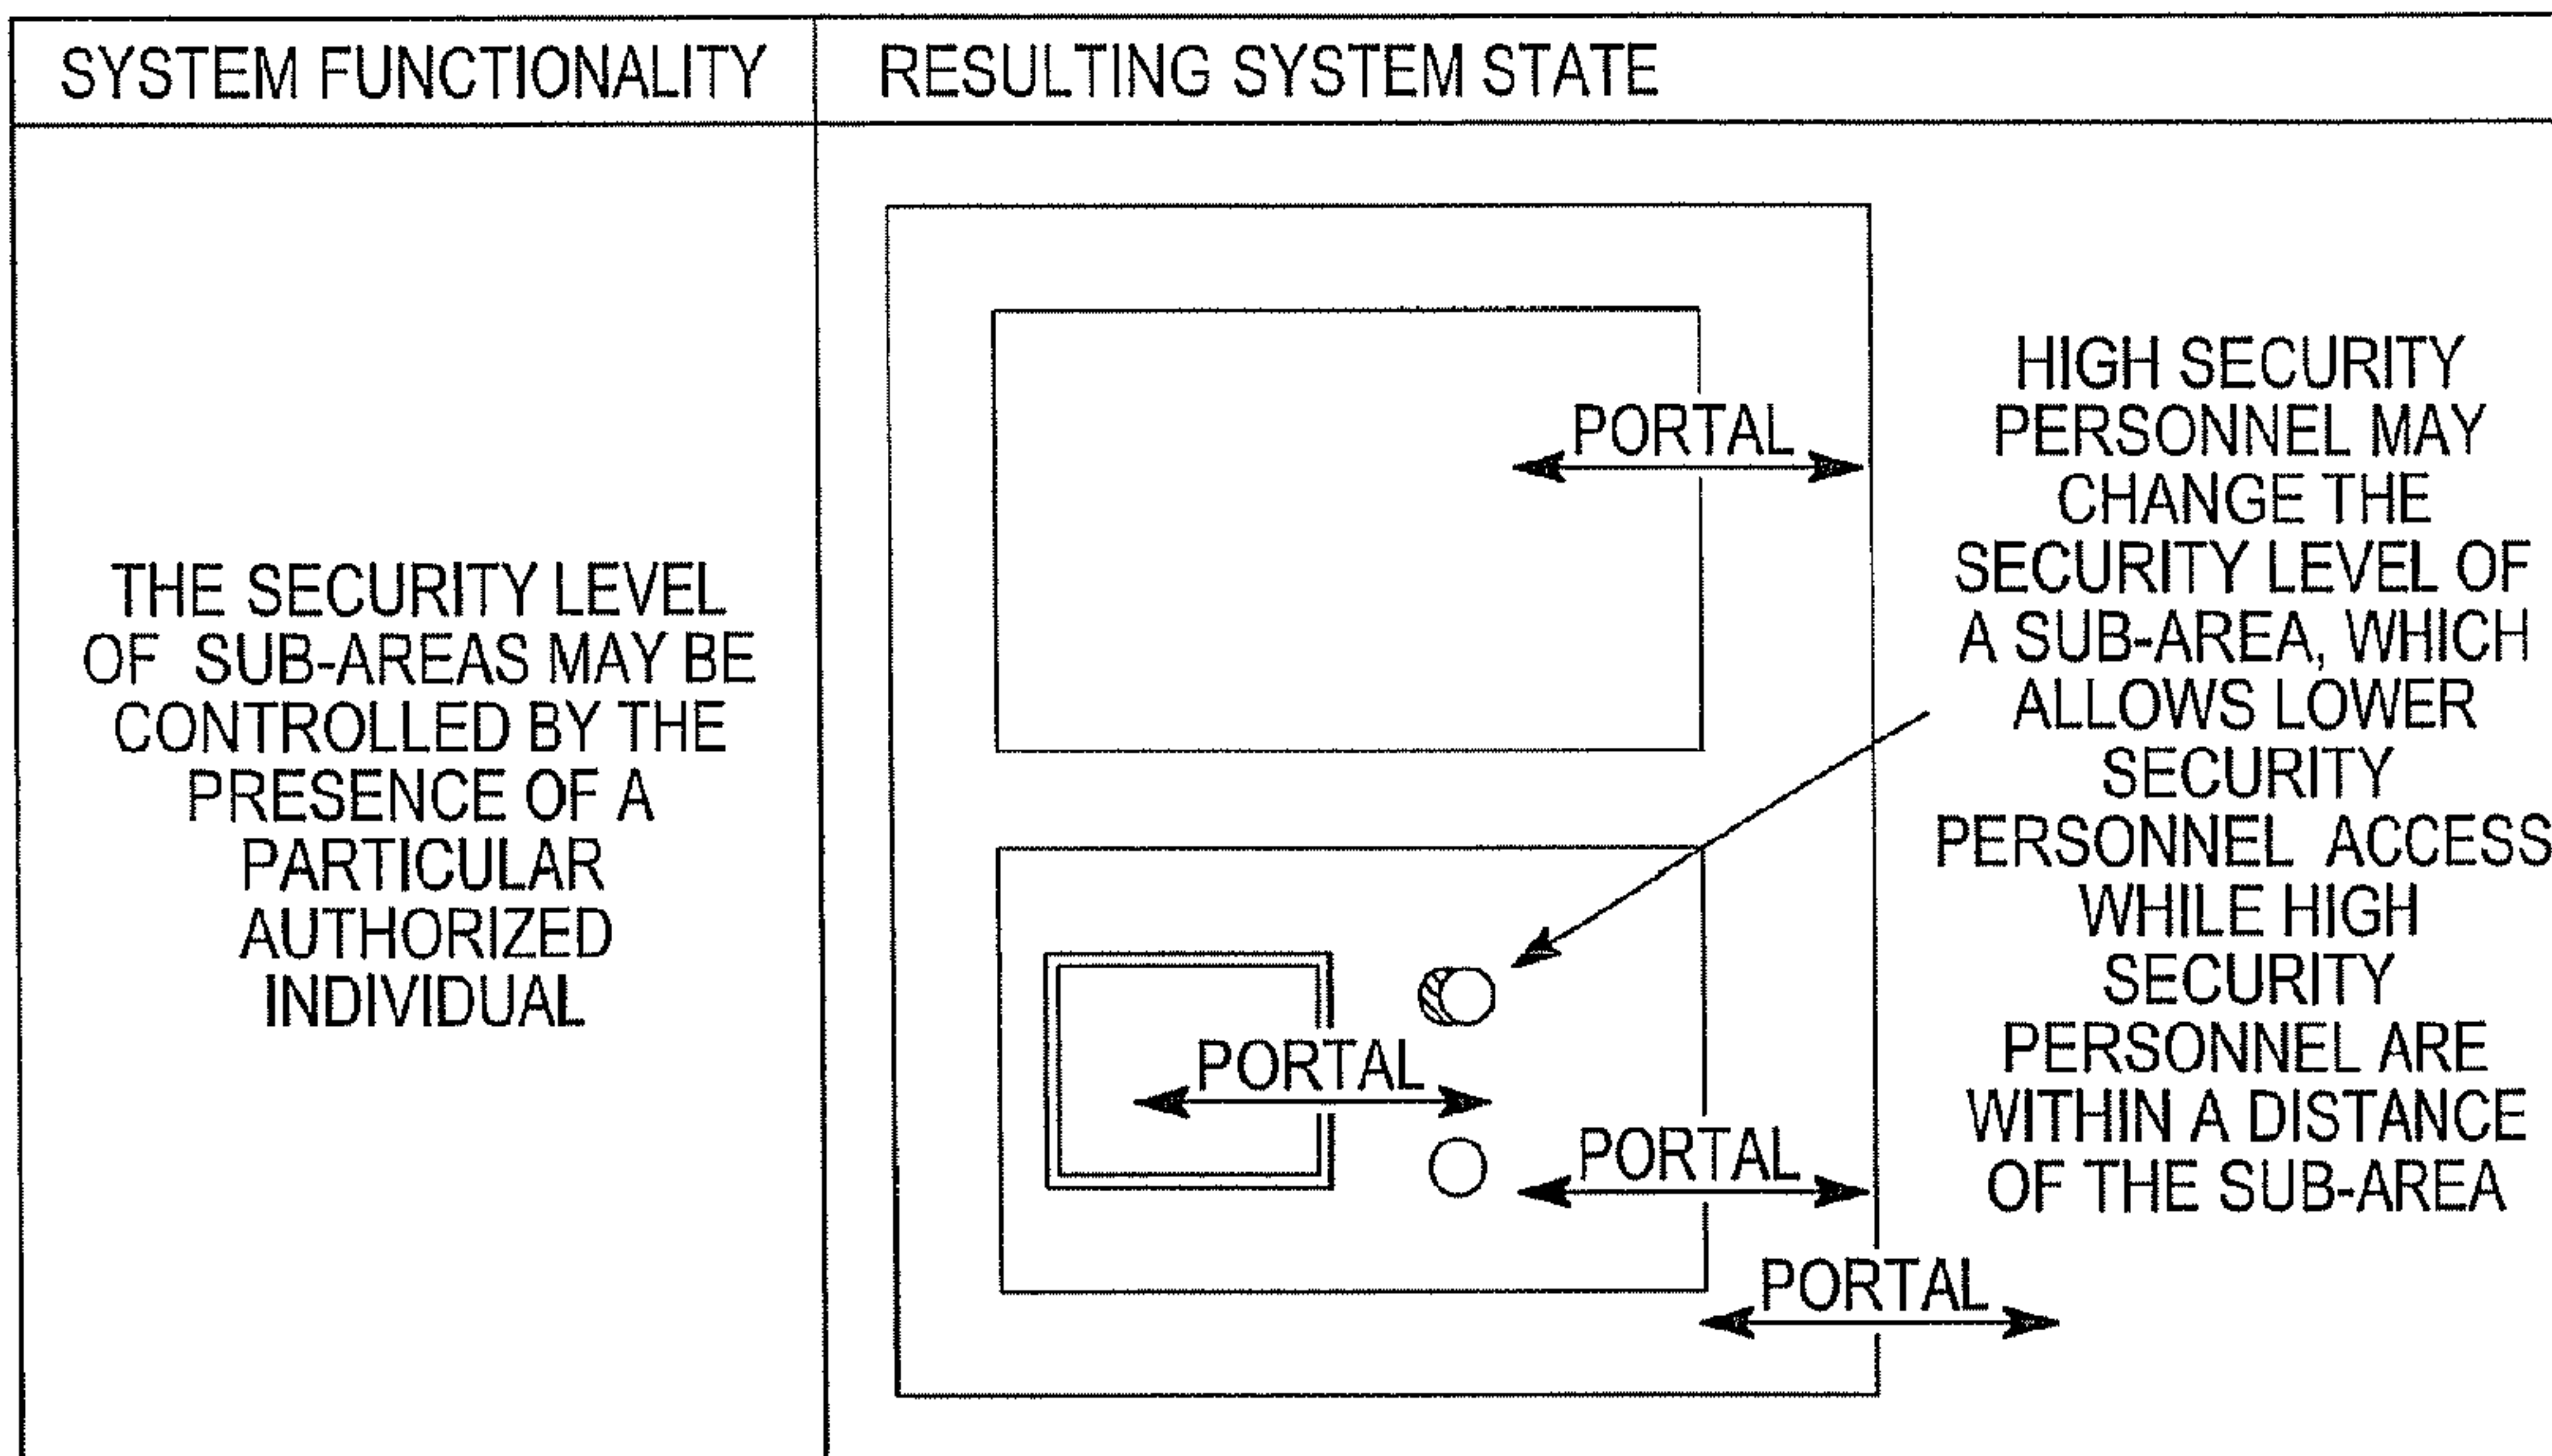 SYSTEM FUNCTIONALITY
RESULTING SYSTEM STATE
THE SECURITY LEVEL
OF SUB-AREAS MAY BE
CONTROLLED BY THE
PRESENCE OF A
PARTICULAR
AUTHORIZED
INDIVIDUAL
PORTAL
PORTAL
PORTAL
PORTAL
HIGH SECURITY
PERSONNEL MAY
CHANGE THE
SECURITY LEVEL OF
A SUB-AREA, WHICH
ALLOWS LOWER
SECURITY
PERSONNEL ACCESS
WHILE HIGH
SECURITY
PERSONNEL ARE
WITHIN A DISTANCE
OF THE SUB-AREA